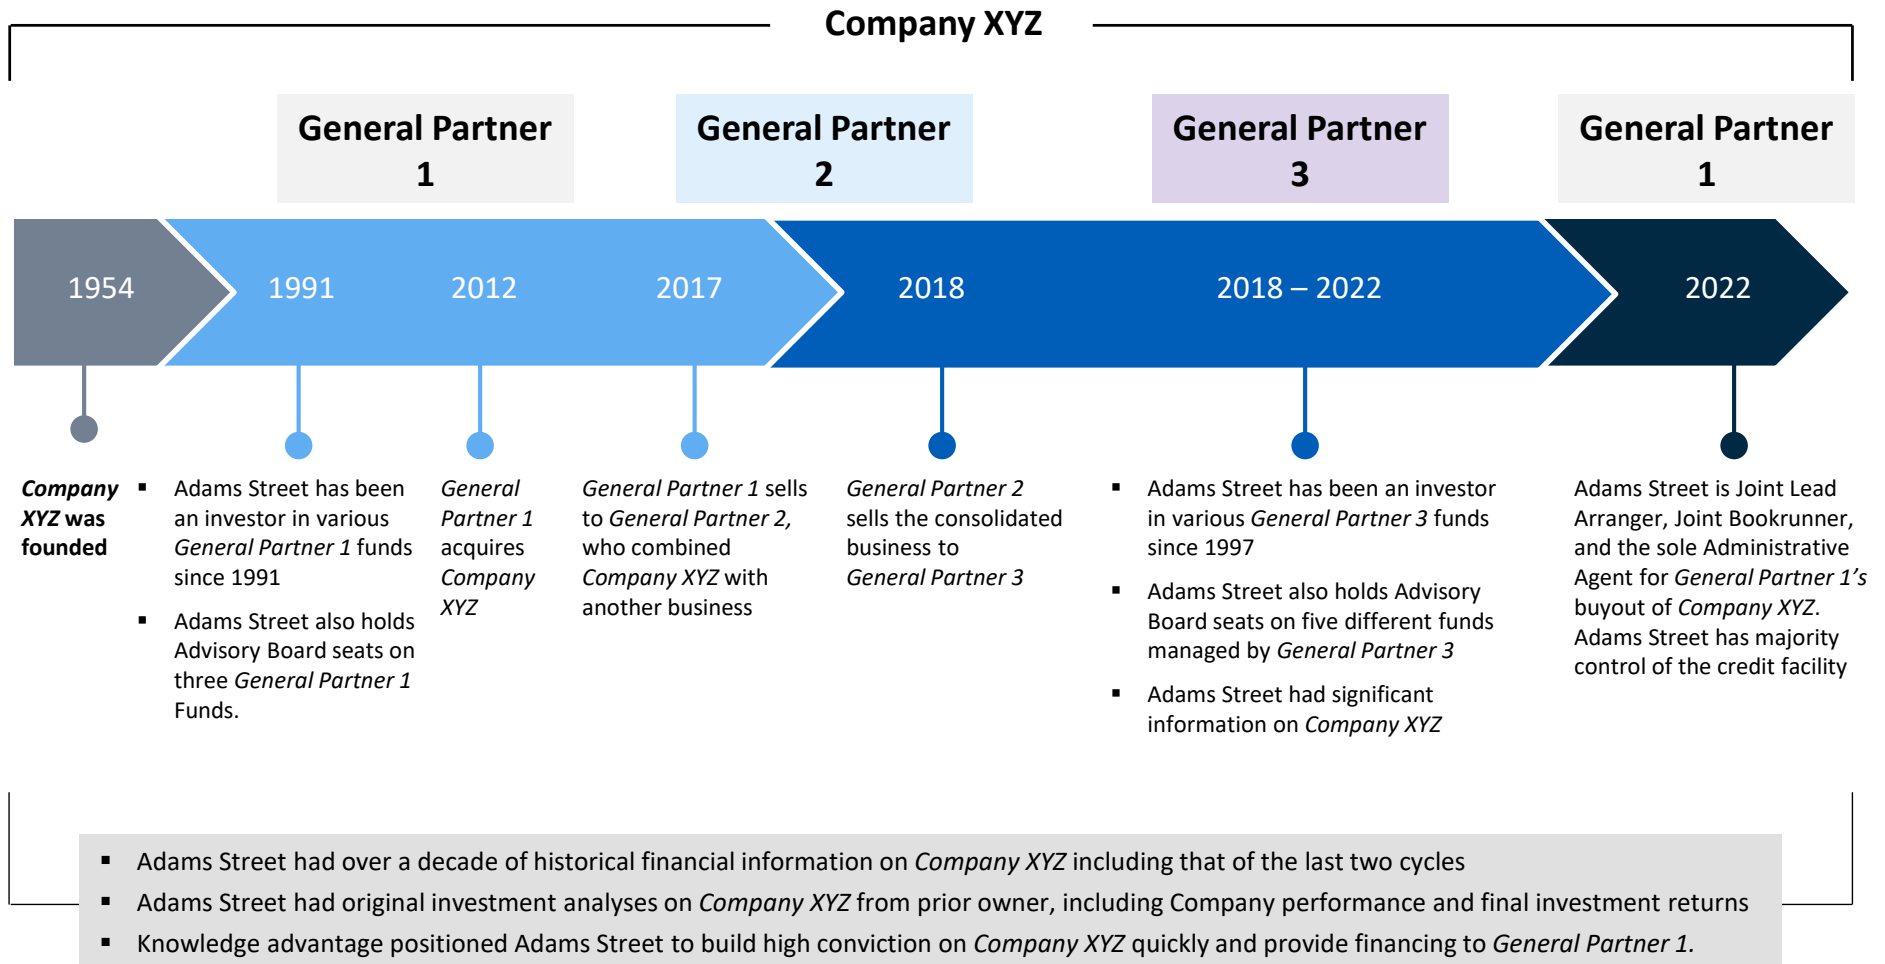 Company XYZ
General Partner
1
General Partner
2
General Partner
3
General Partner
1
1954
1991
2012
2017
2018
2018 – 2022
2022
Company
XYZ was
founded
▪ Adams Street has been
an investor in various
General Partner 1 funds
since 1991
▪ Adams Street also holds
Advisory Board seats on
three General Partner 1
Funds.
General
Partner 1
acquires
Company
XYZ
General Partner 1 sells
to General Partner 2,
who combined
Company XYZ with
another business
General Partner 2
sells the consolidated
business to
General Partner 3
▪ Adams Street has been an investor
in various General Partner 3 funds
since 1997
▪ Adams Street also holds Advisory
Board seats on five different funds
managed by General Partner 3
▪ Adams Street had significant
information on Company XYZ
Adams Street is Joint Lead
Arranger, Joint Bookrunner,
and the sole Administrative
Agent for General Partner 1’s
buyout of Company XYZ.
Adams Street has majority
control of the credit facility
▪ Adams Street had over a decade of historical financial information on Company XYZ including that of the last two cycles
▪ Adams Street had original investment analyses on Company XYZ from prior owner, including Company performance and final investment returns
▪ Knowledge advantage positioned Adams Street to build high conviction on Company XYZ quickly and provide financing to General Partner 1.